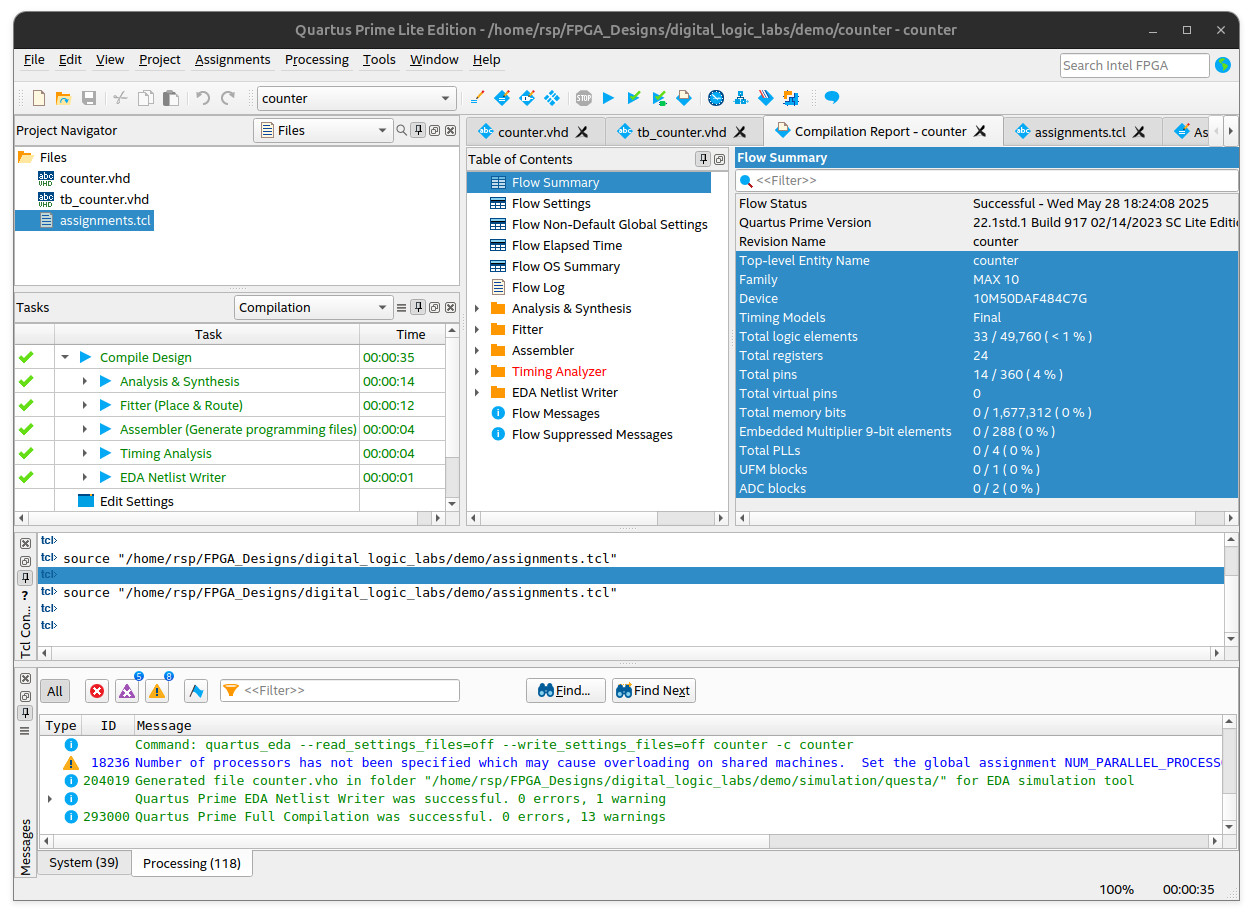 Quartus Prime Lite Edition - /home/rsp/FPGA_Designs/digital_logic_labs/demo/counter - counter
File Edit View Project Assignments Processing Tools Window Help
Search Intel FPGA
counter
STOP
Project Navigator
Files
Files
abc VHD counter.vhd
abc VHD tb_counter.vhd
assignments.tcl
Tasks
Compilation
Task Time
Compile Design 00:00:35
Analysis & Synthesis 00:00:14
Fitter (Place & Route) 00:00:12
Assembler (Generate programming files) 00:00:04
Timing Analysis 00:00:04
EDA Netlist Writer 00:00:01
Edit Settings
counter.vhd
tb_counter.vhd
Compilation Report - counter
assignments.tcl
As
Table of Contents
Flow Summary
Flow Settings
Flow Non-Default Global Settings
Flow Elapsed Time
Flow OS Summary
Flow Log
Analysis & Synthesis
Fitter
Assembler
Timing Analyzer
EDA Netlist Writer
Flow Messages
Flow Suppressed Messages
Flow Summary
<<Filter>>
Flow Status Successful - Wed May 28 18:24:08 2025
Quartus Prime Version 22.1std.1 Build 917 02/14/2023 SC Lite Editi
Revision Name counter
Top-level Entity Name counter
Family MAX 10
Device 10M50DAF484C7G
Timing Models Final
Total logic elements 33 / 49,760 ( < 1 % )
Total registers 24
Total pins 14 / 360 ( 4 % )
Total virtual pins 0
Total memory bits 0 / 1,677,312 ( 0 % )
Embedded Multiplier 9-bit elements 0 / 288 ( 0 % )
Total PLLs 0 / 4 ( 0 % )
UFM blocks 0 / 1 ( 0 % )
ADC blocks 0 / 2 ( 0 % )
Tcl Con...
tcl>
tcl> source "/home/rsp/FPGA_Designs/digital_logic_labs/demo/assignments.tcl"
tcl>
tcl> source "/home/rsp/FPGA_Designs/digital_logic_labs/demo/assignments.tcl"
tcl>
tcl>
Messages
All
5
8
<<Filter>>
Find...
Find Next
Type ID Message
Command: quartus_eda --read_settings_files=off --write_settings_files=off counter -c counter
18236 Number of processors has not been specified which may cause overloading on shared machines.  Set the global assignment NUM_PARALLEL_PROCESSO
204019 Generated file counter.vho in folder "/home/rsp/FPGA_Designs/digital_logic_labs/demo/simulation/questa/" for EDA simulation tool
Quartus Prime EDA Netlist Writer was successful. 0 errors, 1 warning
293000 Quartus Prime Full Compilation was successful. 0 errors, 13 warnings
System (39)
Processing (118)
100% 00:00:35